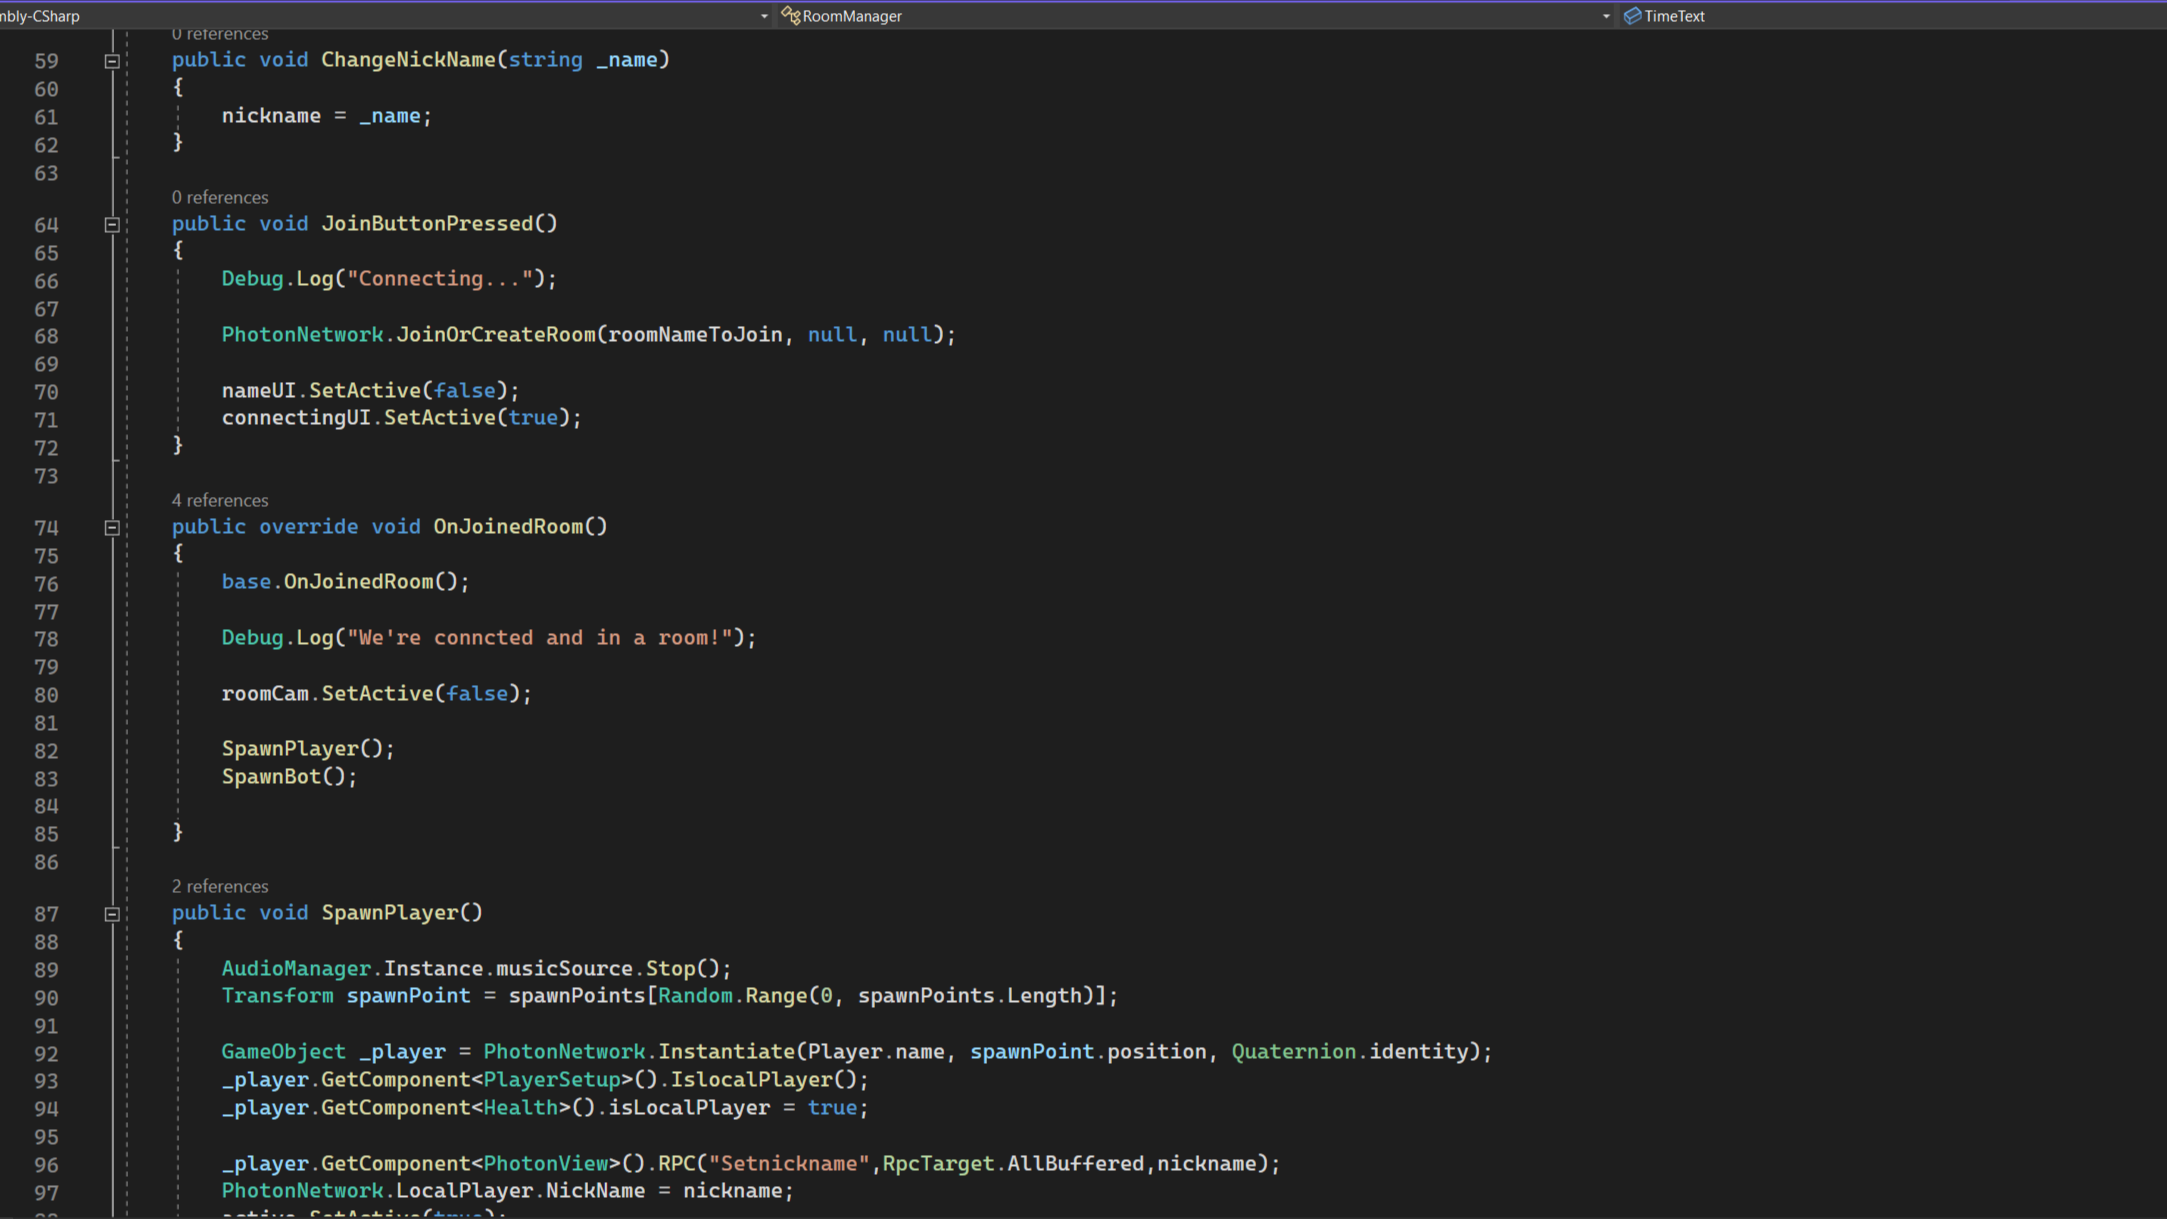 mbly-CSharp RoomManager TimeText
0 references
59 public void ChangeNickName(string _name)
60 {
61 nickname = _name;
62 }
63
0 references
64 public void JoinButtonPressed()
65 {
66 Debug.Log("Connecting...");
67
68 PhotonNetwork.JoinOrCreateRoom(roomNameToJoin, null, null);
69
70 nameUI.SetActive(false);
71 connectingUI.SetActive(true);
72 }
73
4 references
74 public override void OnJoinedRoom()
75 {
76 base.OnJoinedRoom();
77
78 Debug.Log("We're conncted and in a room!");
79
80 roomCam.SetActive(false);
81
82 SpawnPlayer();
83 SpawnBot();
84
85 }
86
2 references
87 public void SpawnPlayer()
88 {
89 AudioManager.Instance.musicSource.Stop();
90 Transform spawnPoint = spawnPoints[Random.Range(0, spawnPoints.Length)];
91
92 GameObject _player = PhotonNetwork.Instantiate(Player.name, spawnPoint.position, Quaternion.identity);
93 _player.GetComponent<PlayerSetup>().IslocalPlayer();
94 _player.GetComponent<Health>().isLocalPlayer = true;
95
96 _player.GetComponent<PhotonView>().RPC("Setnickname",RpcTarget.AllBuffered,nickname);
97 PhotonNetwork.LocalPlayer.NickName = nickname;